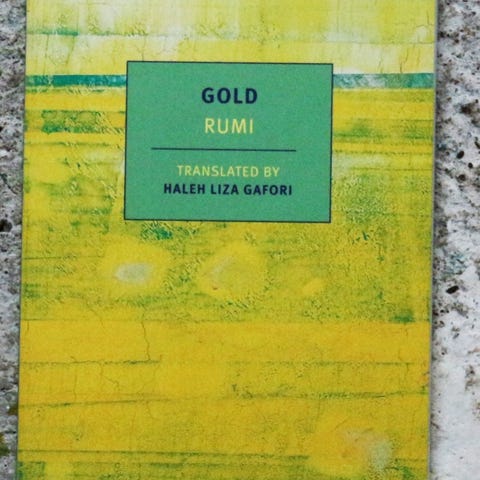 GOLD
RUMI
TRANSLATED BY
HALEH LIZA GAFORI